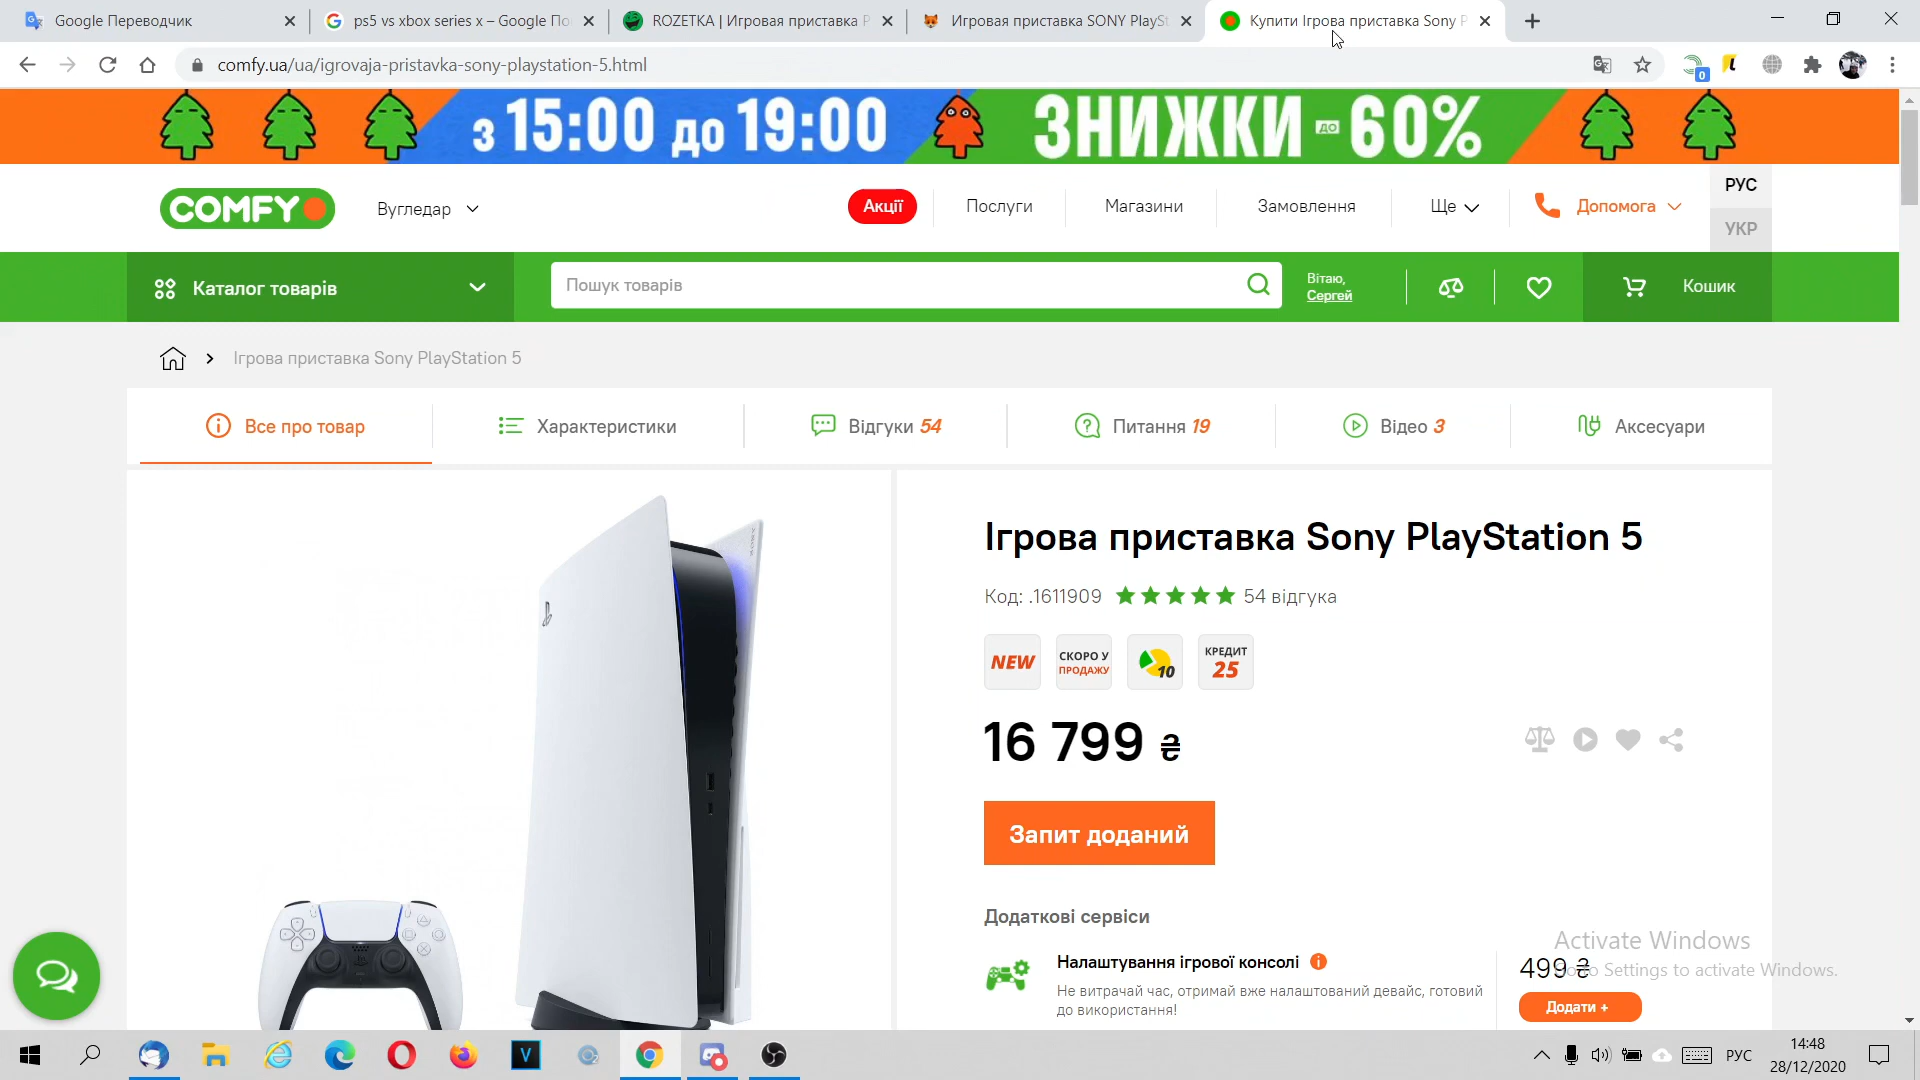 Google Переводчик
ps5 vs xbox series x – Google По
ROZETKA | Игровая приставка P
Игровая приставка SONY PlaySt
Купити Ігрова приставка Sony P
comfy.ua/ua/igrovaja-pristavka-sony-playstation-5.html
0
з 15:00 до 19:00
ЗНИЖКИ до -60%
COMFY
Вугледар
Акції
Послуги
Магазини
Замовлення
Ще
Допомога
РУС
УКР
Каталог товарів
Пошук товарів
Вітаю,
Сергей
Кошик
Ігрова приставка Sony PlayStation 5
Все про товар
Характеристики
Відгуки 54
Питання 19
Відео 3
Аксесуари
Ігрова приставка Sony PlayStation 5
Код: .1611909
54 відгука
NEW
СКОРО У
ПРОДАЖУ
10
КРЕДИТ
25
16 799 ₴
Запит доданий
Додаткові сервіси
Налаштування ігрової консолі
Не витрачай час, отримай вже налаштований девайс, готовий
до використання!
499 ₴
Додати +
Activate Windows
Go to Settings to activate Windows.
SONY
V
РУС
14:48
28/12/2020